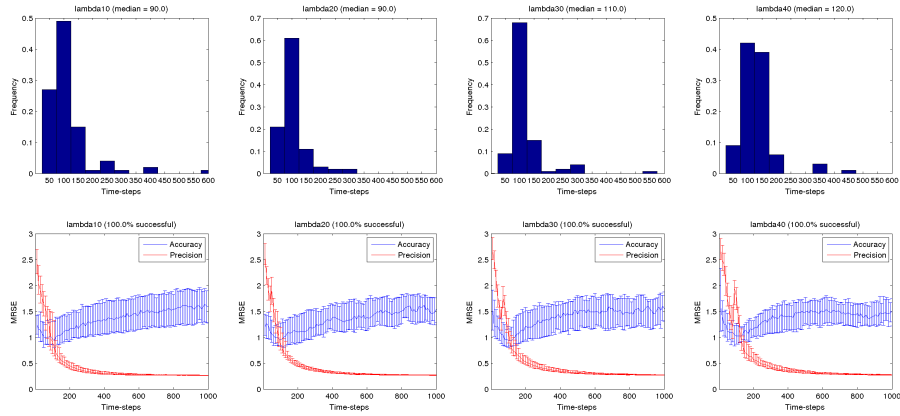 lambda10 (median = 90.0)
0.5
0.4
0.3
0.2
0.1
0
Frequency
50 100 150 200 250 300 350 400 450 500 550 600
Time-steps
lambda20 (median = 90.0)
0.7
0.6
0.5
0.4
0.3
0.2
0.1
0
Frequency
50 100 150 200 250 300 350 400 450 500 550 600
Time-steps
lambda30 (median = 110.0)
0.7
0.6
0.5
0.4
0.3
0.2
0.1
0
Frequency
50 100 150 200 250 300 350 400 450 500 550 600
Time-steps
lambda40 (median = 120.0)
0.5
0.4
0.3
0.2
0.1
0
Frequency
50 100 150 200 250 300 350 400 450 500 550 600
Time-steps
lambda10 (100.0% successful)
3
2.5
2
1.5
1
0.5
0
MRSE
Accuracy
Precision
200 400 600 800 1000
Time-steps
lambda20 (100.0% successful)
3
2.5
2
1.5
1
0.5
0
MRSE
Accuracy
Precision
200 400 600 800 1000
Time-steps
lambda30 (100.0% successful)
3
2.5
2
1.5
1
0.5
0
MRSE
Accuracy
Precision
200 400 600 800 1000
Time-steps
lambda40 (100.0% successful)
3
2.5
2
1.5
1
0.5
0
MRSE
Accuracy
Precision
200 400 600 800 1000
Time-steps